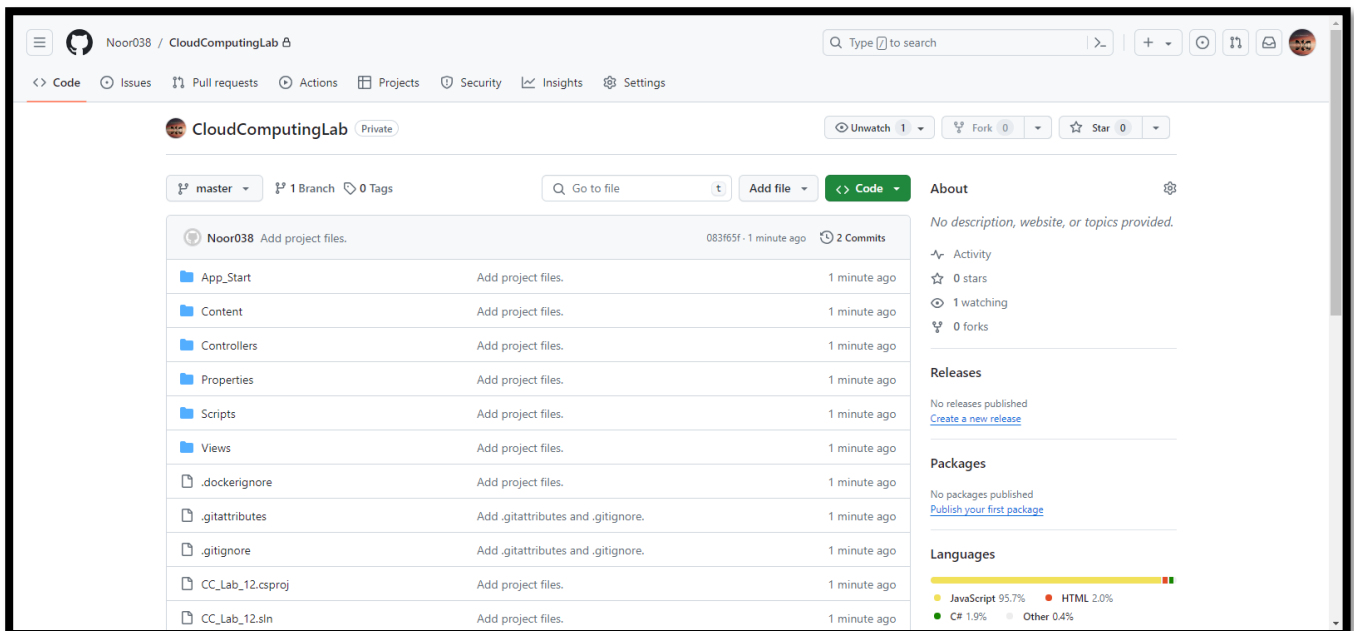 Noor038 / CloudComputingLab
Type / to search
<> Code Issues Pull requests Actions Projects Security Insights Settings
CloudComputingLab Private
Unwatch 1 Fork 0 Star 0
master 1 Branch 0 Tags Go to file t Add file <> Code
Noor038 Add project files. 083f65f · 1 minute ago 2 Commits
App_Start Add project files. 1 minute ago
Content Add project files. 1 minute ago
Controllers Add project files. 1 minute ago
Properties Add project files. 1 minute ago
Scripts Add project files. 1 minute ago
Views Add project files. 1 minute ago
.dockerignore Add project files. 1 minute ago
.gitattributes Add .gitattributes and .gitignore. 1 minute ago
.gitignore Add .gitattributes and .gitignore. 1 minute ago
CC_Lab_12.csproj Add project files. 1 minute ago
CC_Lab_12.sln Add project files. 1 minute ago
About
No description, website, or topics provided.
Activity
0 stars
1 watching
0 forks
Releases
No releases published
Create a new release
Packages
No packages published
Publish your first package
Languages
JavaScript 95.7% HTML 2.0%
C# 1.9% Other 0.4%